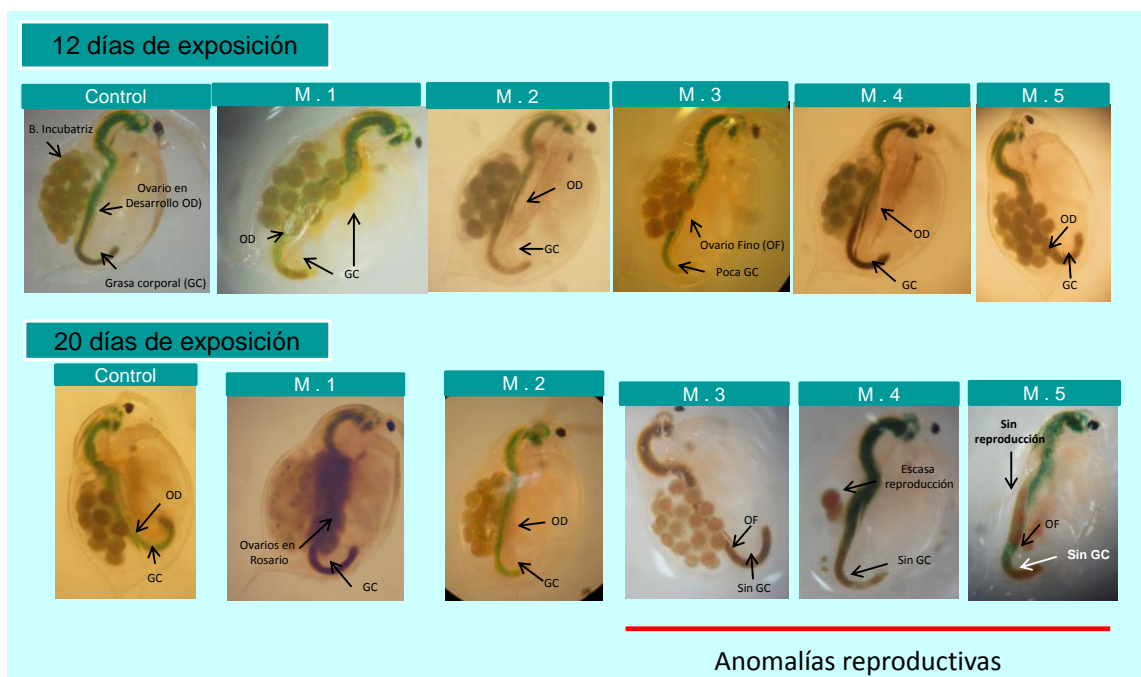 12 días de exposición
Control
M . 1
M . 2
M . 3
M . 4
M . 5
B. Incubatriz
Ovario en
Desarrollo OD)
Grasa corporal (GC)
OD
GC
OD
GC
Ovario Fino (OF)
Poca GC
OD
GC
OD
GC
20 días de exposición
Control
M . 1
M . 2
M . 3
M . 4
M . 5
OD
GC
Ovarios en
Rosario
GC
OD
GC
OF
Sin GC
Escasa
reproducción
Sin GC
Sin
reproducción
OF
Sin GC
Anomalías reproductivas